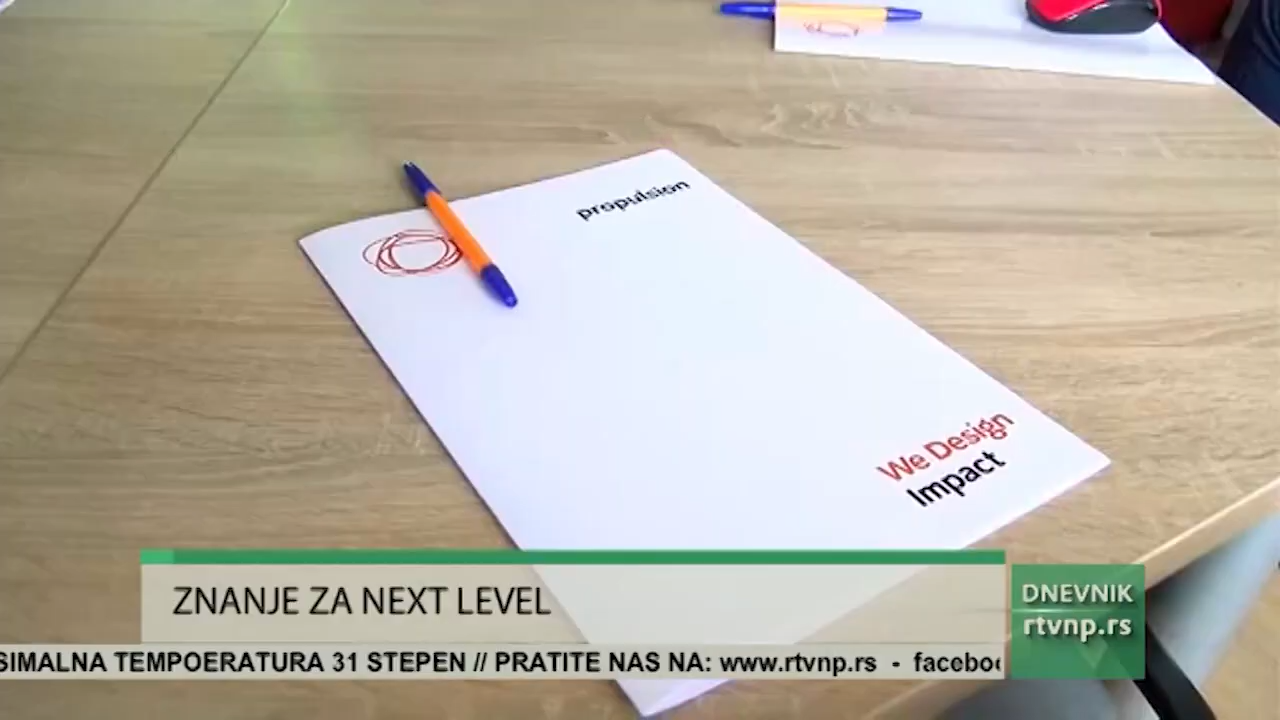 propulsion
We Design
Impact
ZNANJE ZA NEXT LEVEL
DNEVNIK
rtvnp.rs
SIMALNA TEMPOERATURA 31 STEPEN // PRATITE NAS NA: www.rtvnp.rs - faceboo